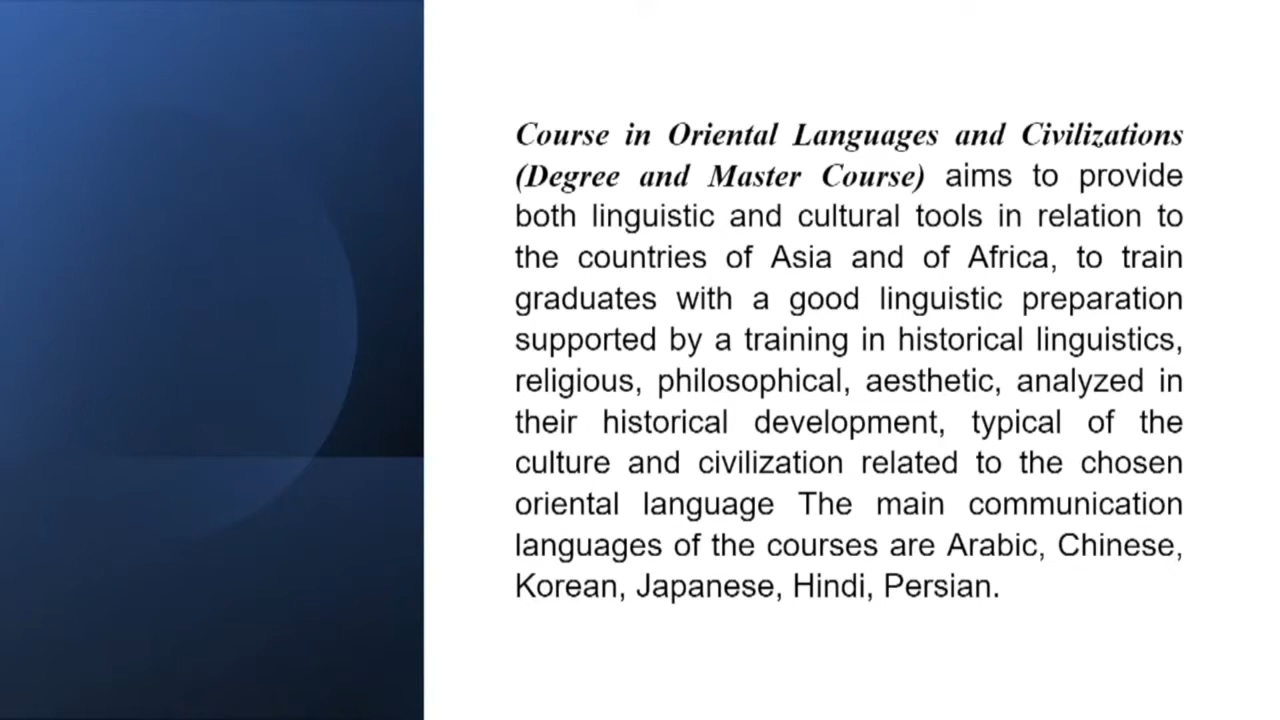 Course in Oriental Languages and Civilizations
(Degree and Master Course) aims to provide
both linguistic and cultural tools in relation to
the countries of Asia and of Africa, to train
graduates with a good linguistic preparation
supported by a training in historical linguistics,
religious, philosophical, aesthetic, analyzed in
their historical development, typical of the
culture and civilization related to the chosen
oriental language The main communication
languages of the courses are Arabic, Chinese,
Korean, Japanese, Hindi, Persian.